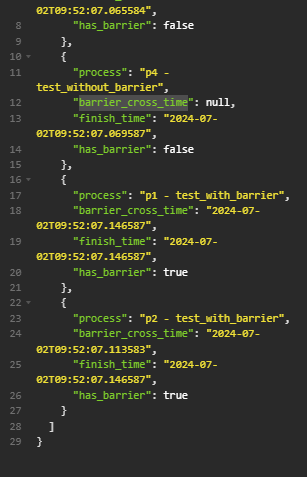 02T09:52:07.065584",
8 "has_barrier": false
9 },
10 {
11 "process": "p4 -
test_without_barrier",
12 "barrier_cross_time": null,
13 "finish_time": "2024-07-
02T09:52:07.069587",
14 "has_barrier": false
15 },
16 {
17 "process": "p1 - test_with_barrier",
18 "barrier_cross_time": "2024-07-
02T09:52:07.146587",
19 "finish_time": "2024-07-
02T09:52:07.146587",
20 "has_barrier": true
21 },
22 {
23 "process": "p2 - test_with_barrier",
24 "barrier_cross_time": "2024-07-
02T09:52:07.113583",
25 "finish_time": "2024-07-
02T09:52:07.146587",
26 "has_barrier": true
27 }
28 ]
29 }